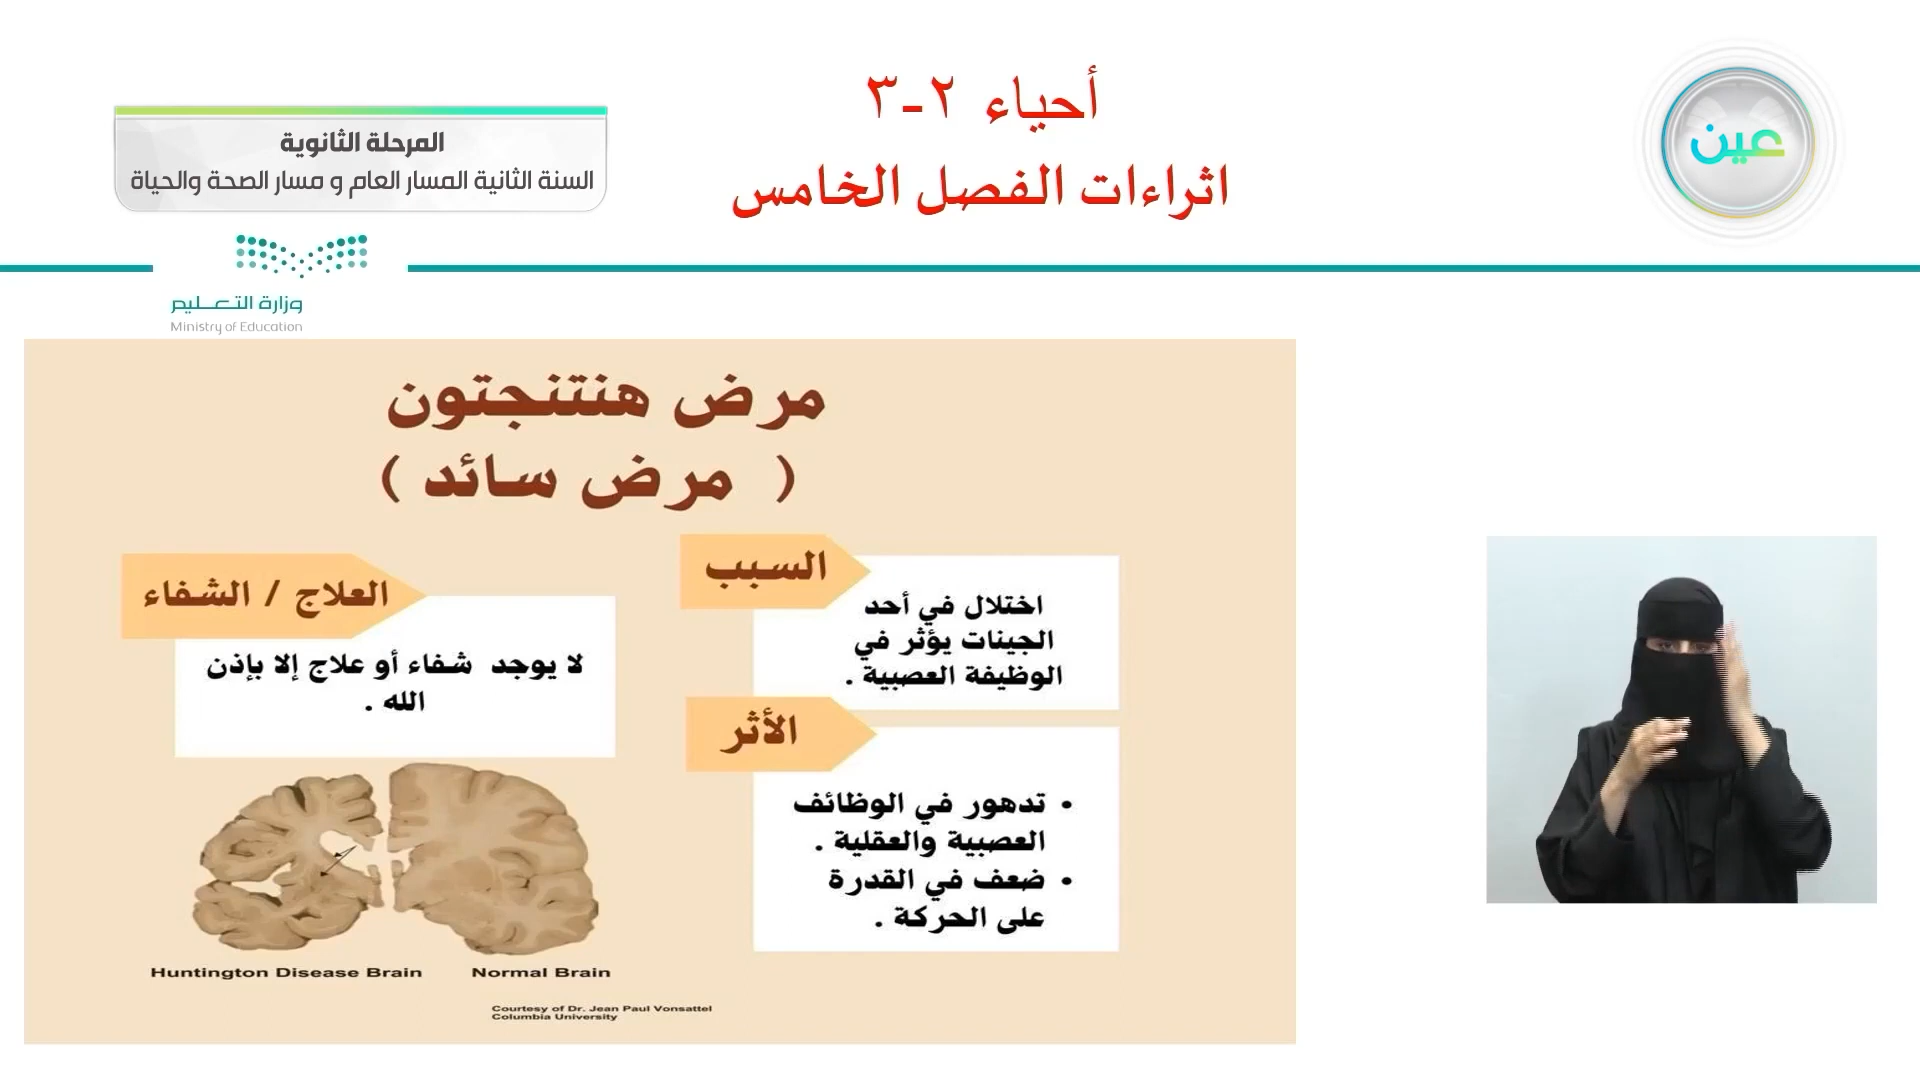 أحياء ٢-٣
اثراءات الفصل الخامس
عين
المرحلة الثانوية
السنة الثانية المسار العام و مسار الصحة والحياة
وزارة التعليم
Ministry of Education
مرض هنتنجتون
( مرض سائد )
السبب
اختلال في أحد
الجينات يؤثر في
الوظيفة العصبية .
الأثر
• تدهور في الوظائف
العصبية والعقلية .
• ضعف في القدرة
على الحركة .
العلاج / الشفاء
لا يوجد شفاء أو علاج إلا بإذن
الله .
Huntington Disease Brain
Normal Brain
Courtesy of Dr. Jean Paul Vonsattel
Columbia University